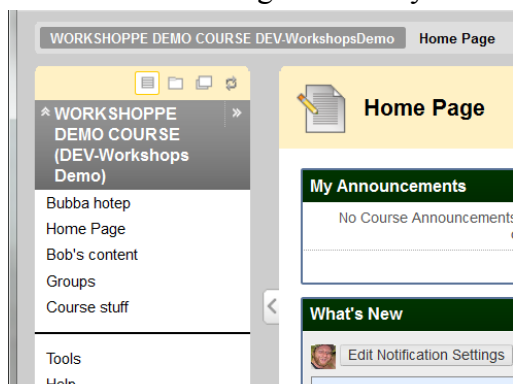 WORKSHOPPE DEMO COURSE DEV-WorkshopsDemo Home Page
WORKSHOPPE
DEMO COURSE
(DEV-Workshops
Demo)
Bubba hotep
Home Page
Bob's content
Groups
Course stuff
Tools
Help
Home Page
My Announcements
No Course Announcements
What's New
Edit Notification Settings